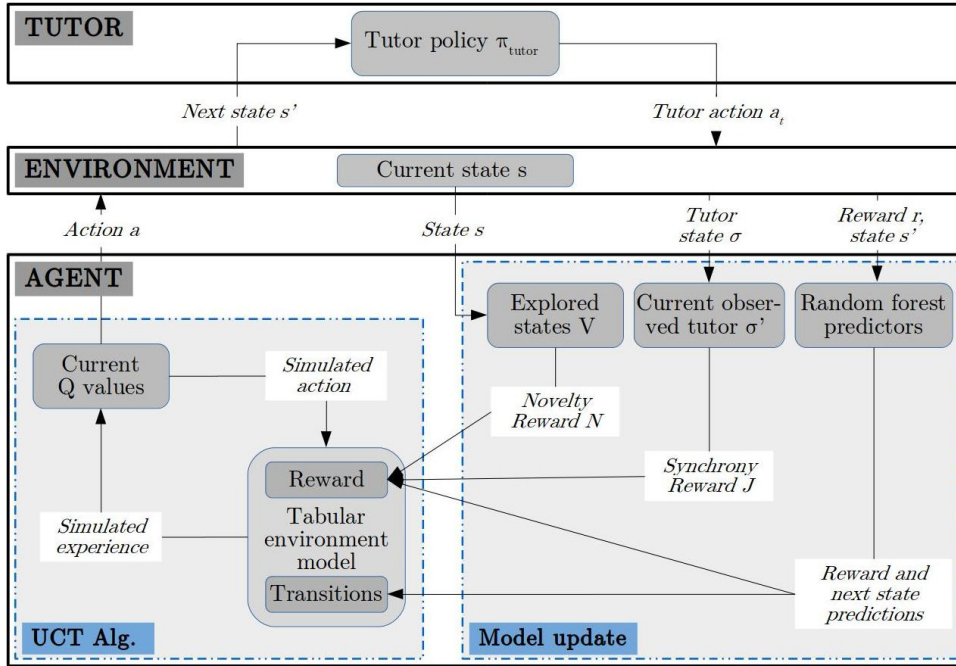 TUTOR
Tutor policy π_tutor
Next state s’
Tutor action a_t
ENVIRONMENT
Current state s
Action a
State s
Tutor
state σ
Reward r,
state s’
AGENT
Explored
states V
Current obser-
ved tutor σ’
Random forest
predictors
Current
Q values
Simulated
action
Novelty
Reward N
Reward
Synchrony
Reward J
Simulated
experience
Tabular
environment
model
Transitions
Reward and
next state
predictions
UCT Alg.
Model update